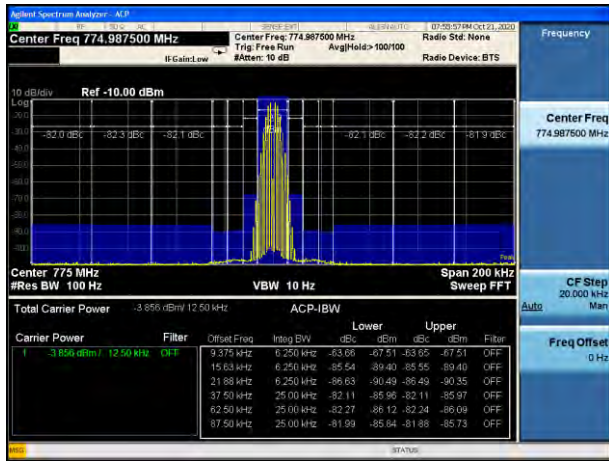 Agilent Spectrum Analyzer - ACP
RF 50 Ω AC SENSE:EXT ALIGN AUTO 07:55:57 PM Oct 21, 2020
Center Freq 774.987500 MHz
Center Freq: 774.987500 MHz
Radio Std: None
Trig: Free Run
Avg|Hold:> 100/100
IFGain:Low
#Atten: 10 dB
Radio Device: BTS
Frequency
10 dB/div
Ref -10.00 dBm
Log
-82.0 dBc
-82.3 dBc
-82.1 dBc
-82.1 dBc
-82.2 dBc
-81.9 dBc
Center Freq
774.987500 MHz
Center 775 MHz
Span 200 kHz
#Res BW 100 Hz
VBW 10 Hz
Sweep FFT
CF Step
20.000 kHz
Auto Man
Freq Offset
0 Hz
Total Carrier Power -3.856 dBm/ 12.50 kHz
ACP-IBW
Lower Upper
Carrier Power Filter
Offset Freq Integ BW dBc dBm dBc dBm Filter
1 -3.856 dBm / 12.50 kHz OFF
9.375 kHz 6.250 kHz -63.66 -67.51 -63.65 -67.51 OFF
15.63 kHz 6.250 kHz -85.54 -89.40 -85.55 -89.40 OFF
21.88 kHz 6.250 kHz -86.63 -90.49 -86.49 -90.35 OFF
37.50 kHz 25.00 kHz -82.11 -85.96 -82.11 -85.97 OFF
62.50 kHz 25.00 kHz -82.27 -86.12 -82.24 -86.09 OFF
87.50 kHz 25.00 kHz -81.99 -85.84 -81.88 -85.73 OFF
MSG
STATUS